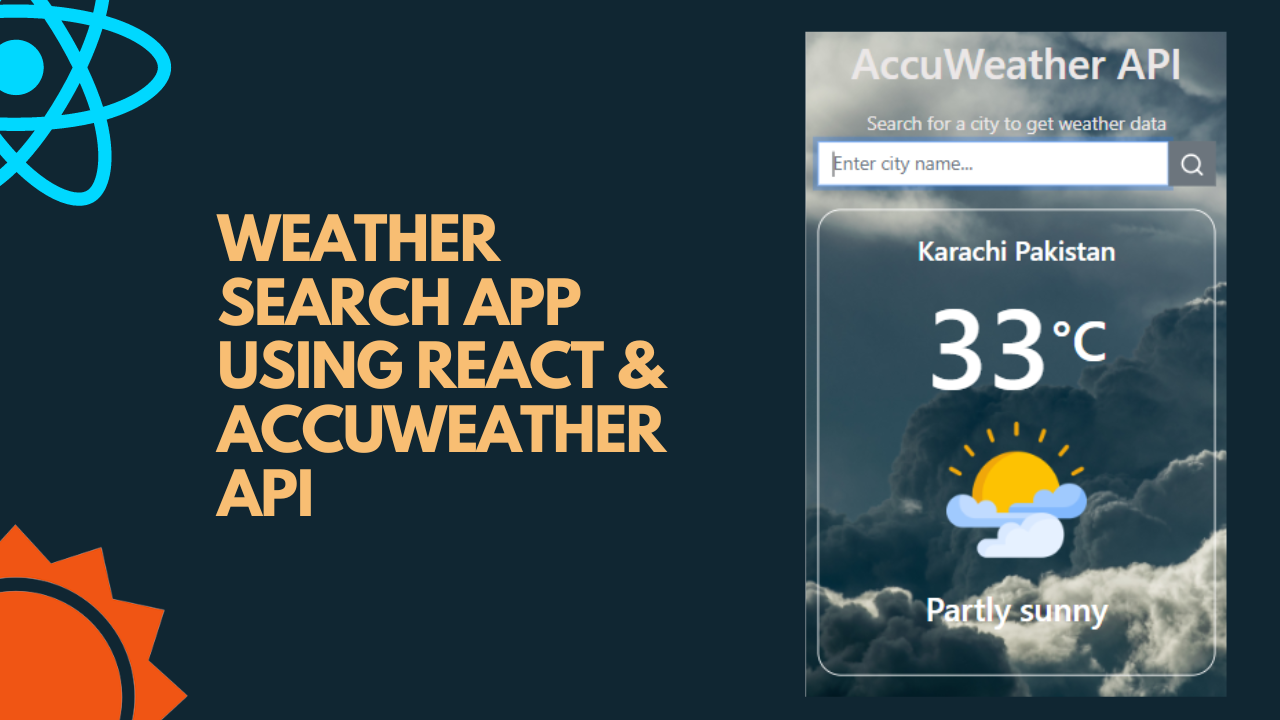 WEATHER
SEARCH APP
USING REACT &
ACCUWEATHER
API
AccuWeather API
Search for a city to get weather data
Enter city name...
Karachi Pakistan
33°C
Partly sunny